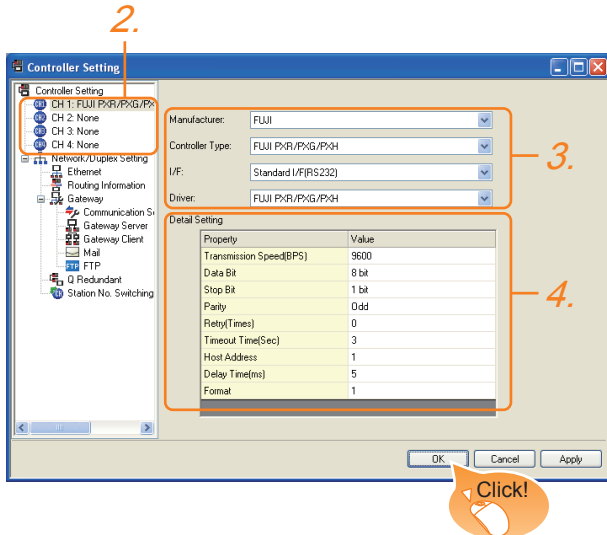 2.
Controller Setting
Controller Setting
CH 1: FUJI PXR/PXG/PX
CH 2: None
CH 3: None
CH 4: None
Network/Duplex Setting
Ethernet
Routing Information
Gateway
Communication S
Gateway Server
Gateway Client
Mail
FTP
Q Redundant
Station No. Switching
Manufacturer: FUJI
Controller Type: FUJI PXR/PXG/PXH
I/F: Standard I/F(RS232)
Driver: FUJI PXR/PXG/PXH
3.
Detail Setting
Property Value
Transmission Speed(BPS) 9600
Data Bit 8 bit
Stop Bit 1 bit
Parity Odd
Retry(Times) 0
Timeout Time(Sec) 3
Host Address 1
Delay Time(ms) 5
Format 1
4.
OK Cancel Apply
Click!